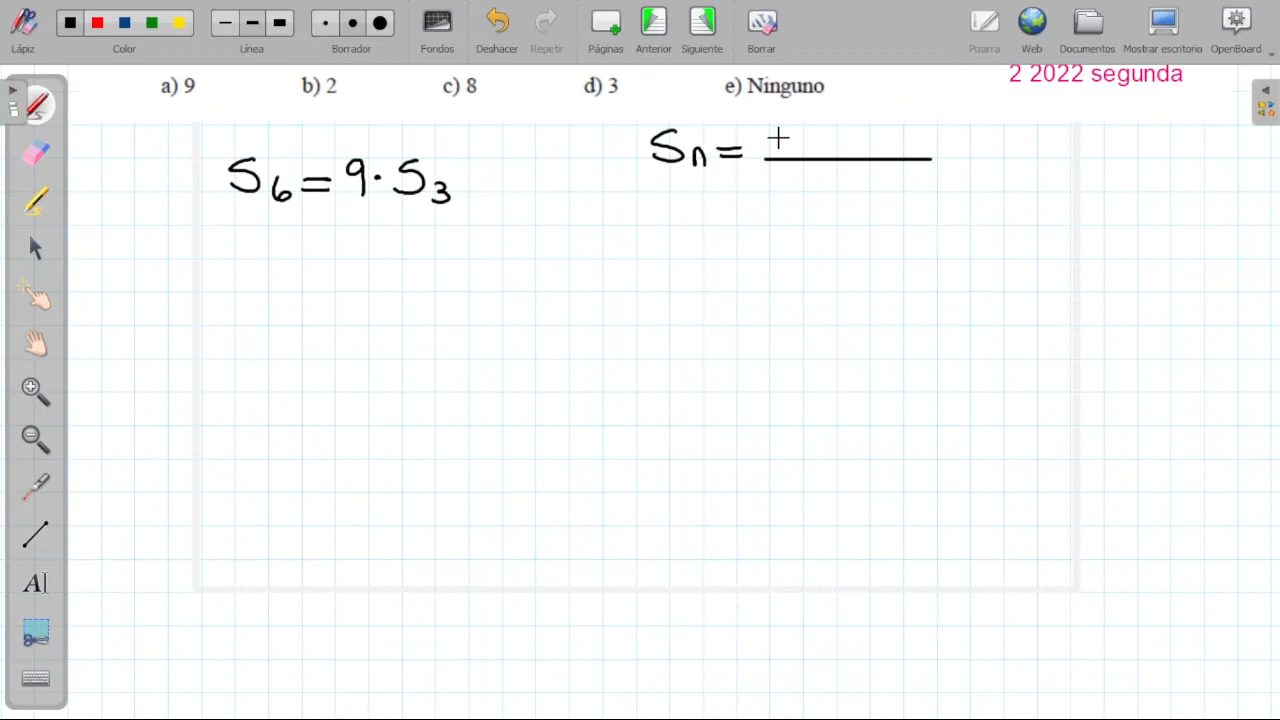 Lápiz Color Línea Borrador Fondos Deshacer Repetir Páginas Anterior Siguiente Borrar Pizarra Web Documentos Mostrar escritorio OpenBoard
2 2022 segunda
a) 9 b) 2 c) 8 d) 3 e) Ninguno
Sn =
S6 = 9 · S3
AI